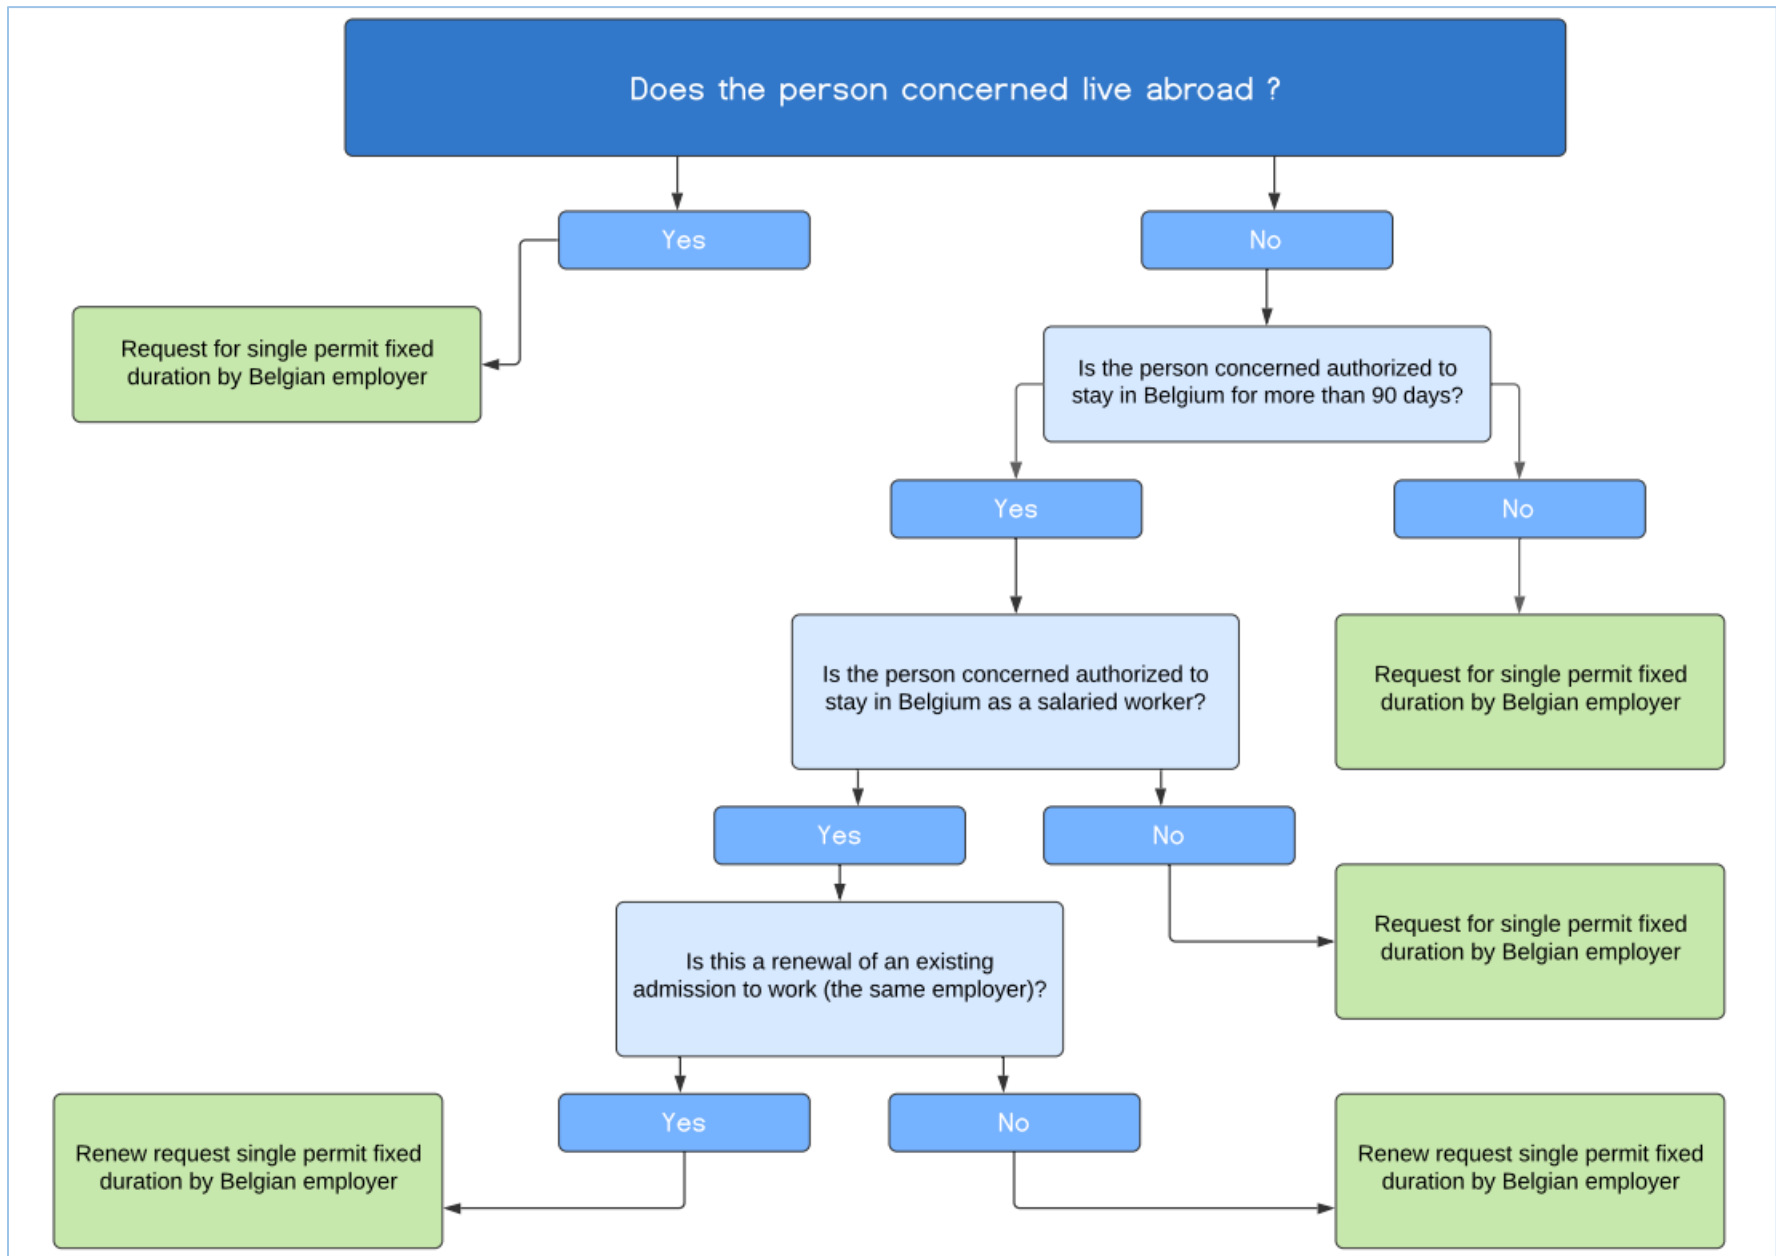 Does the person concerned live abroad ?
Yes
No
Request for single permit fixed
duration by Belgian employer
Is the person concerned authorized to
stay in Belgium for more than 90 days?
Yes
No
Is the person concerned authorized to
stay in Belgium as a salaried worker?
Request for single permit fixed
duration by Belgian employer
Yes
No
Request for single permit fixed
duration by Belgian employer
Is this a renewal of an existing
admission to work (the same employer)?
Yes
No
Renew request single permit fixed
duration by Belgian employer
Renew request single permit fixed
duration by Belgian employer